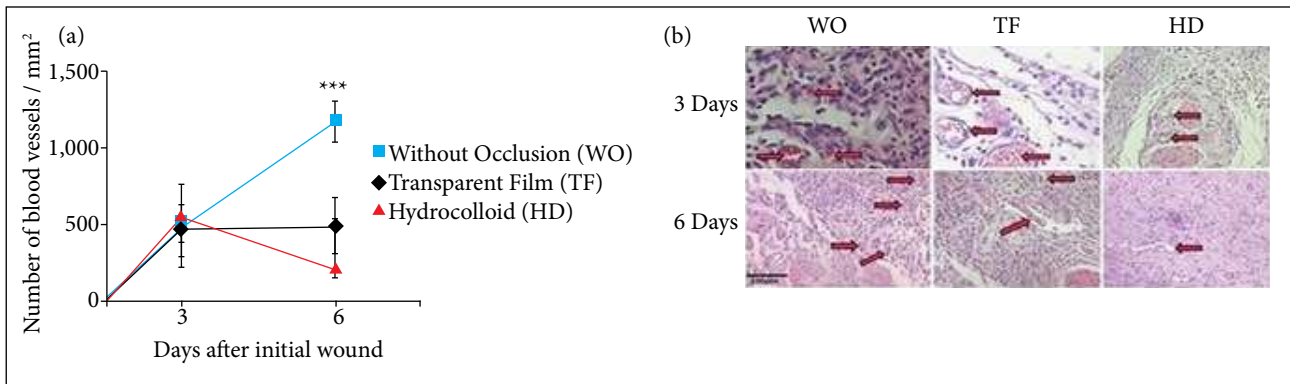 (a)
Number of blood vessels / mm²
1,500
1,000
500
0
***
3
6
Days after initial wound
Without Occlusion (WO)
Transparent Film (TF)
Hydrocolloid (HD)
(b)
WO
TF
HD
3 Days
6 Days